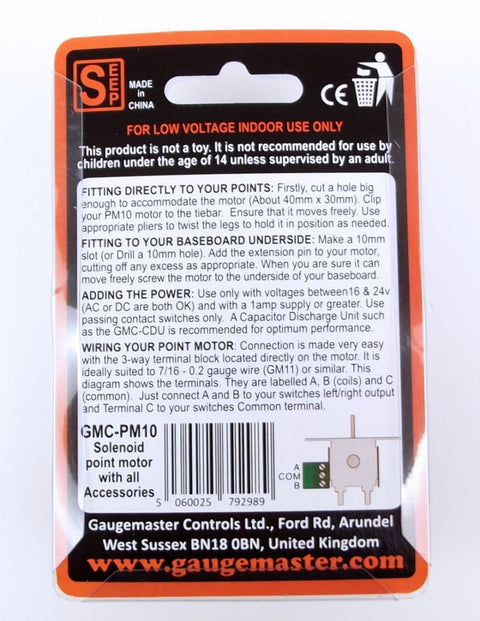 SEEP
MADE
in
CHINA
CE
FOR LOW VOLTAGE INDOOR USE ONLY
This product is not a toy. It is not recommended for use by
children under the age of 14 unless supervised by an adult.
FITTING DIRECTLY TO YOUR POINTS: Firstly, cut a hole big
enough to accommodate the motor (About 40mm x 30mm). Clip
your PM10 motor to the tiebar. Ensure that it moves freely. Use
appropriate pliers to twist the legs to hold it in position as needed.
FITTING TO YOUR BASEBOARD UNDERSIDE: Make a 10mm
slot (or Drill a 10mm hole). Add the extension pin to your motor,
cutting off any excess as appropriate. When you are sure it can
move freely screw the motor to the underside of your baseboard.
ADDING THE POWER: Use only with voltages between16 & 24v
(AC or DC are both OK) and with a 1amp supply or greater. Use
passing contact switches only. A Capacitor Discharge Unit such
as the GMC-CDU is recommended for optimum performance.
WIRING YOUR POINT MOTOR: Connection is made very easy
with the 3-way terminal block located directly on the motor. It is
ideally suited to 7/16 - 0.2 gauge wire (GM11) or similar. This
diagram shows the terminals. They are labelled A, B (coils) and C
(common). Just connect A and B to your switches left/right output
and Terminal C to your switches Common terminal.
GMC-PM10
Solenoid
point motor
with all
Accessories
5 060025 792989
A
COM
B
Gaugemaster Controls Ltd., Ford Rd, Arundel
West Sussex BN18 0BN, United Kingdom
www.gaugemaster.com